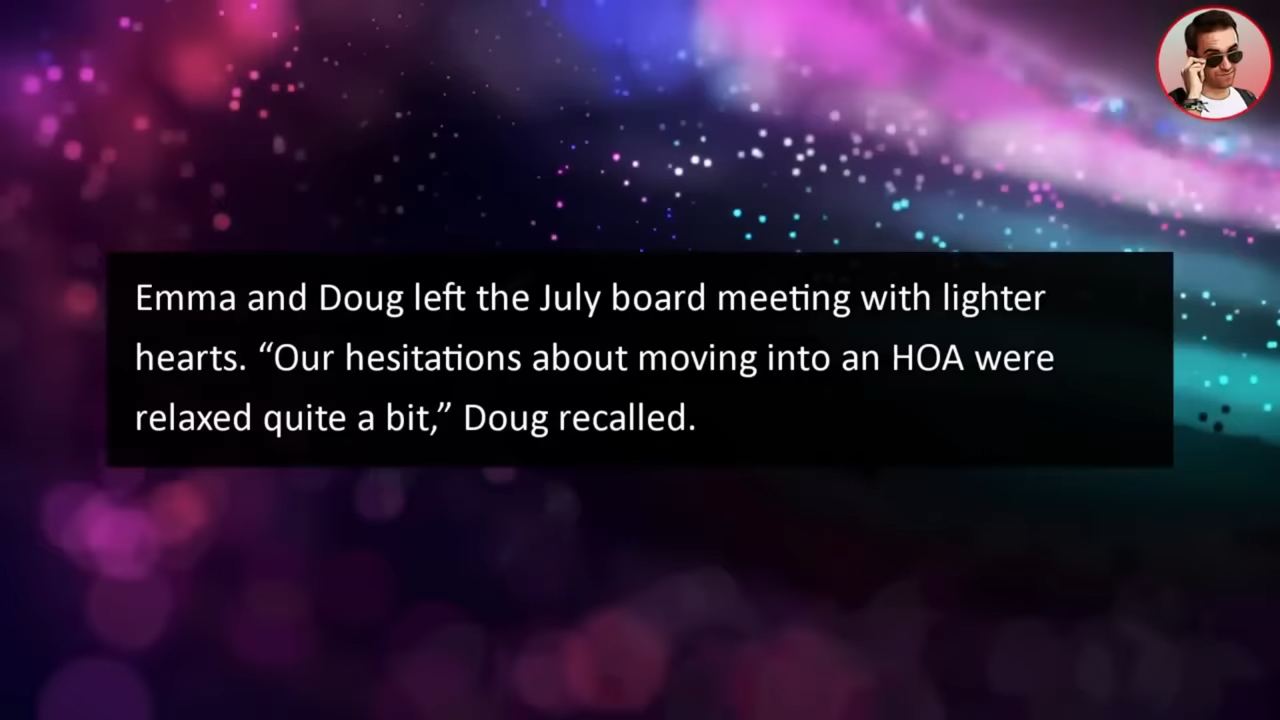 Emma and Doug left the July board meeting with lighter
hearts. “Our hesitations about moving into an HOA were
relaxed quite a bit,” Doug recalled.